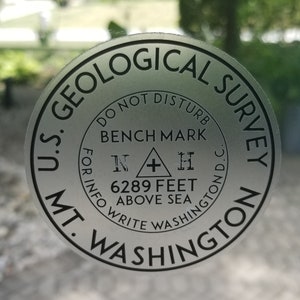 U.S. GEOLOGICAL SURVEY
DO NOT DISTURB
BENCH MARK
N + H
6289 FEET
ABOVE SEA
FOR INFO. WRITE WASHINGTON D.C.
MT. WASHINGTON